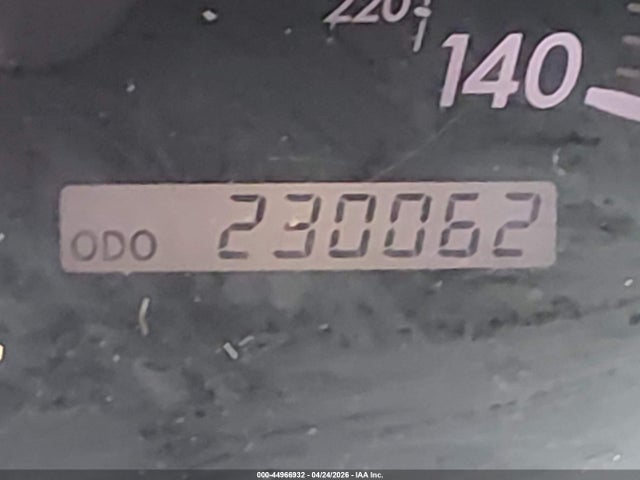 220
140
ODO 230062
000-44966932 - 04/24/2026 - IAA Inc.